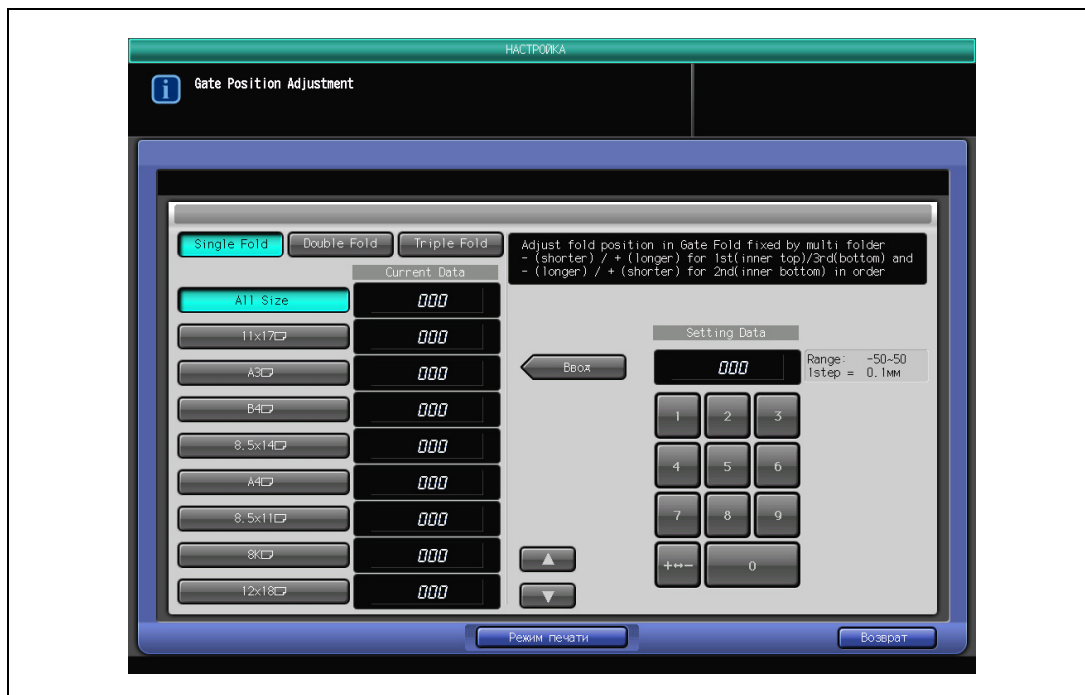 НАСТРОЙКА
Gate Position Adjustment
Single Fold
Double Fold
Triple Fold
Adjust fold position in Gate Fold fixed by multi folder
- (shorter) / + (longer) for 1st(inner top)/3rd(bottom) and
- (longer) / + (shorter) for 2nd(inner bottom) in order
Current Data
All Size 000
11x17 000
A3 000
B4 000
8.5x14 000
A4 000
8.5x11 000
8K 000
12x18 000
Setting Data
Ввод
000
Range: -50~50
1step = 0.1мм
1 2 3
4 5 6
7 8 9
+↔- 0
▲
▼
Режим печати
Возврат